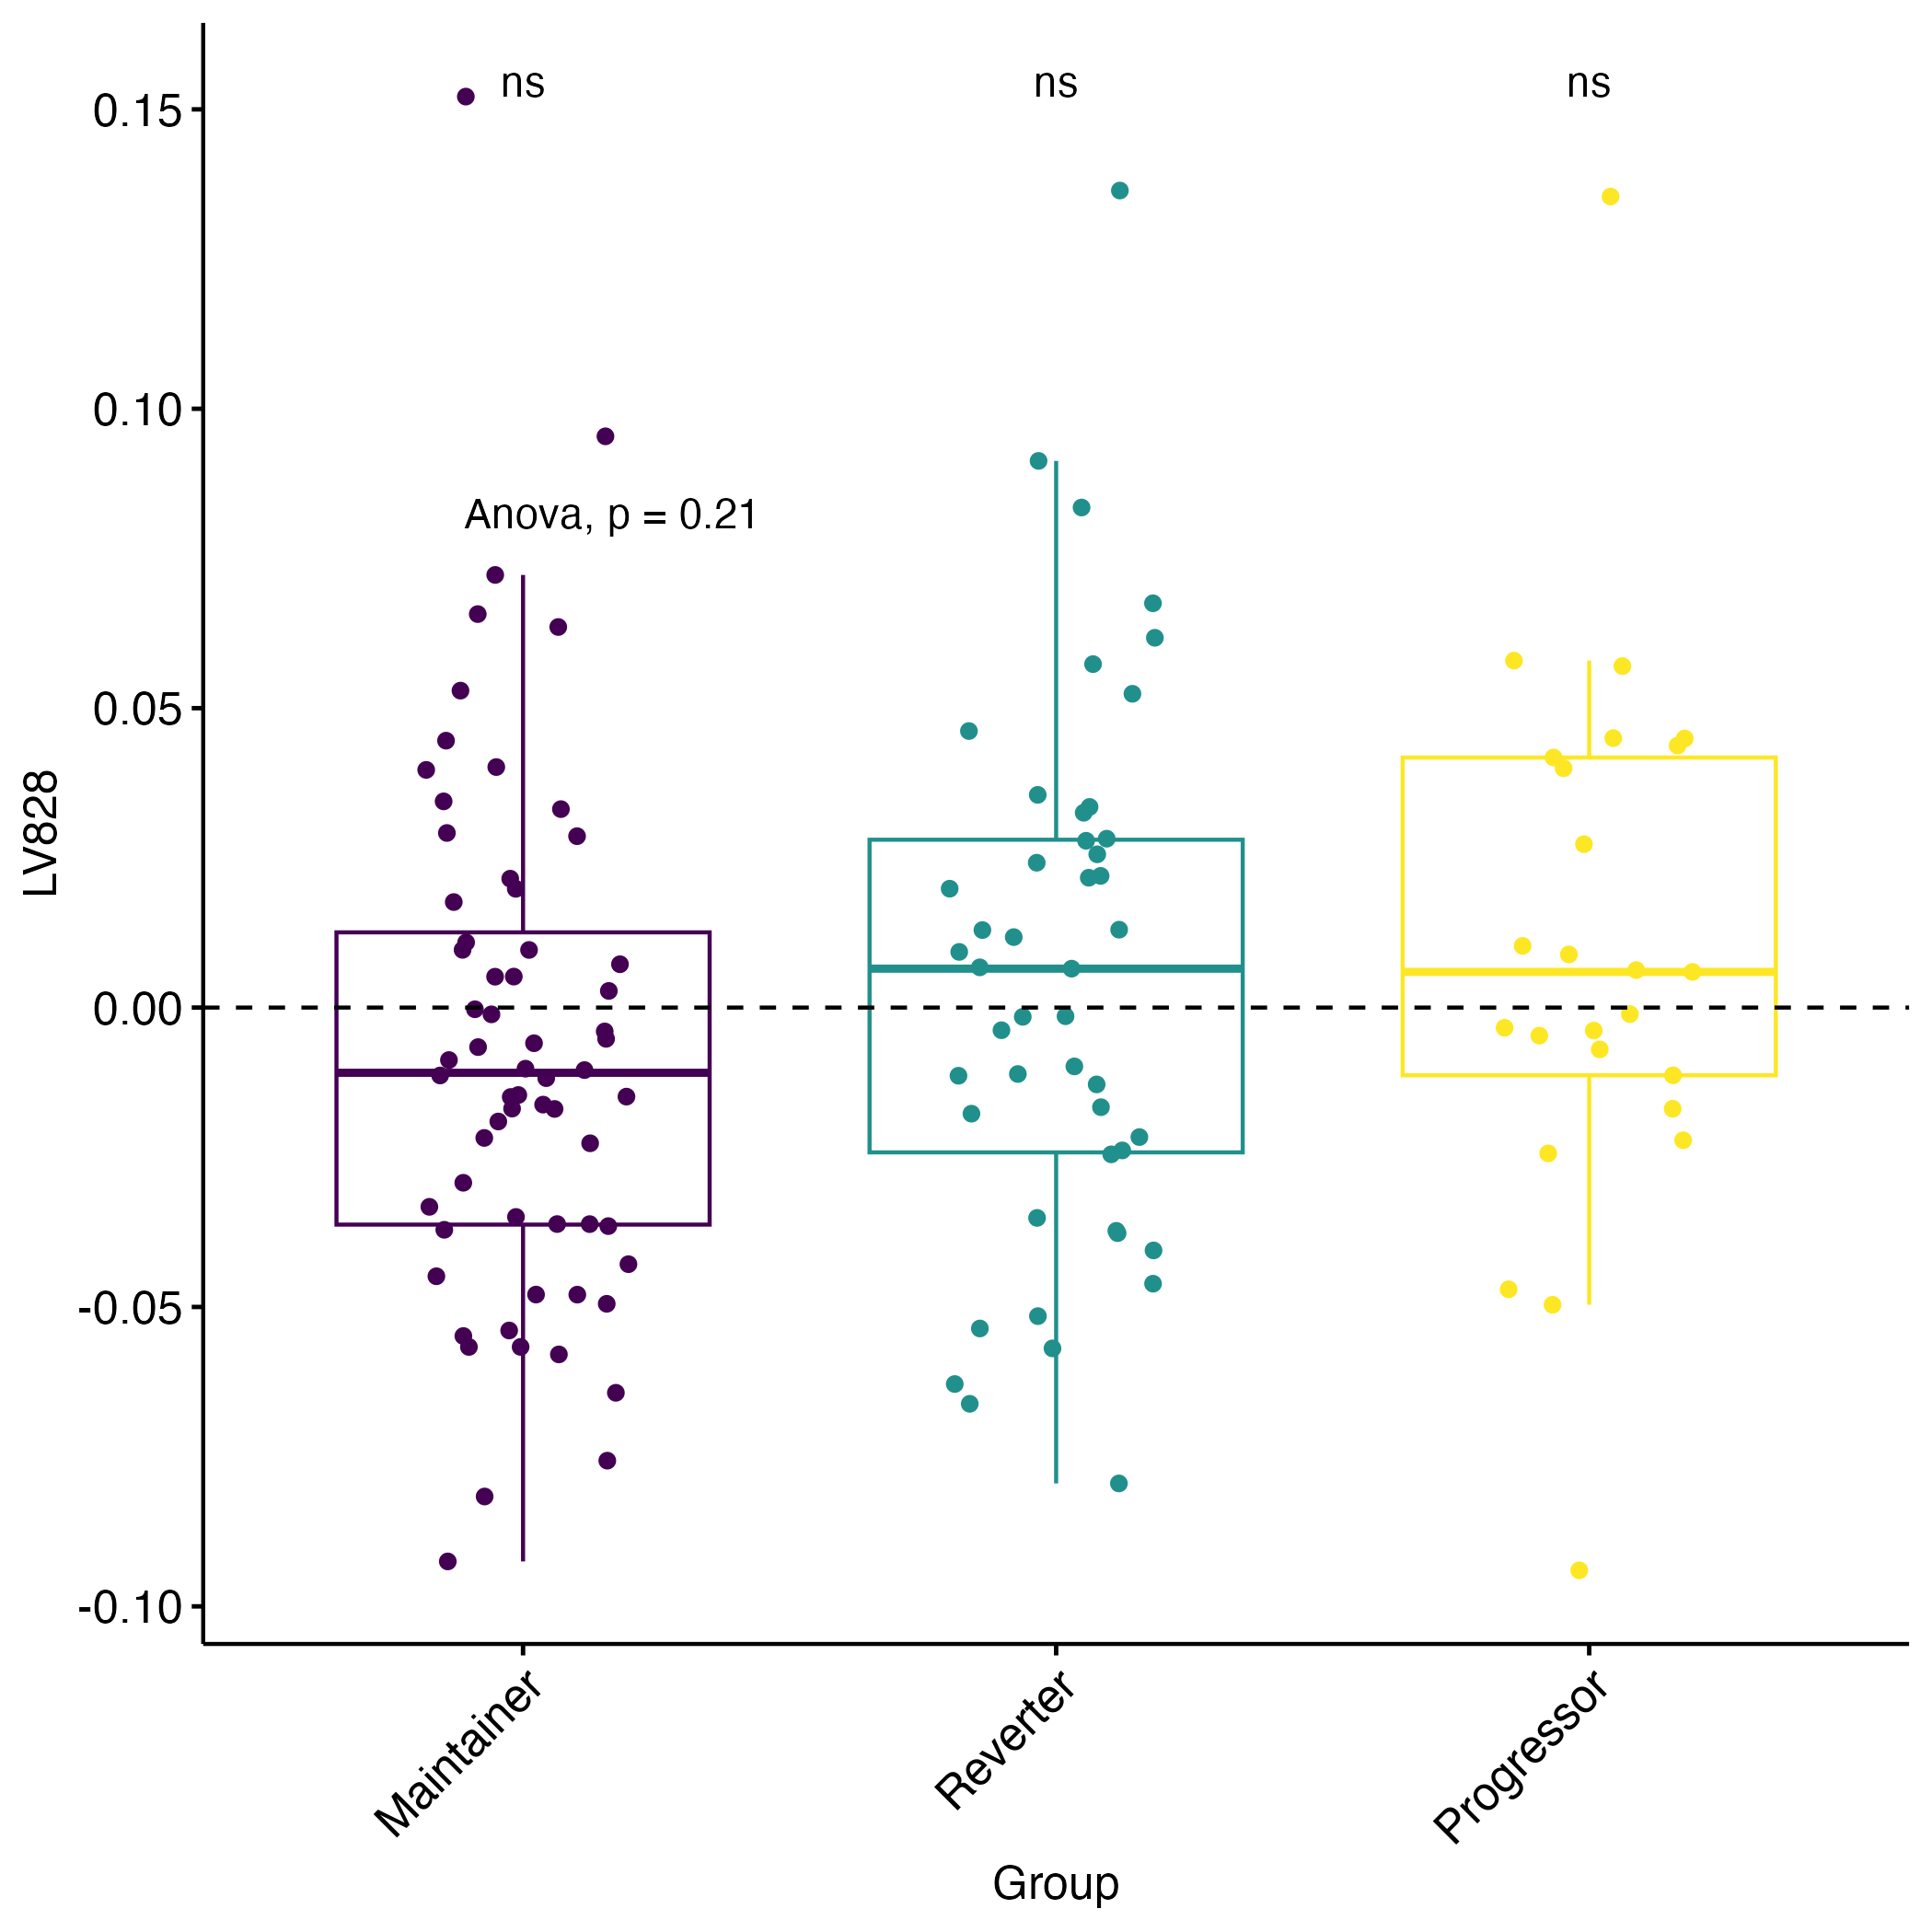 ns ns ns
0.15
0.10
Anova, p = 0.21
0.05
LV828
0.00
-0.05
-0.10
Maintainer Reverter Progressor
Group